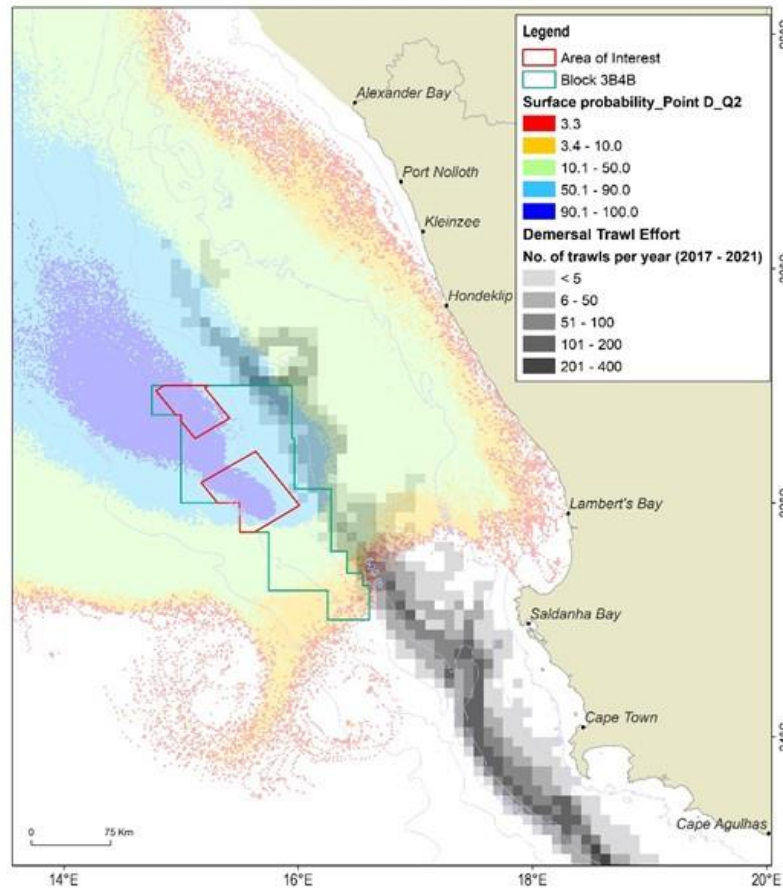 Legend
Area of Interest
Block 3B4B
Surface probability_Point D_Q2
3.3
3.4 - 10.0
10.1 - 50.0
50.1 - 90.0
90.1 - 100.0
Demersal Trawl Effort
No. of trawls per year (2017 - 2021)
< 5
6 - 50
51 - 100
101 - 200
201 - 400
Alexander Bay
Port Nolloth
Kleinzee
Hondeklip
Lambert's Bay
Saldanha Bay
Cape Town
Cape Agulhas
0 75 Km
14°E 16°E 18°E 20°E